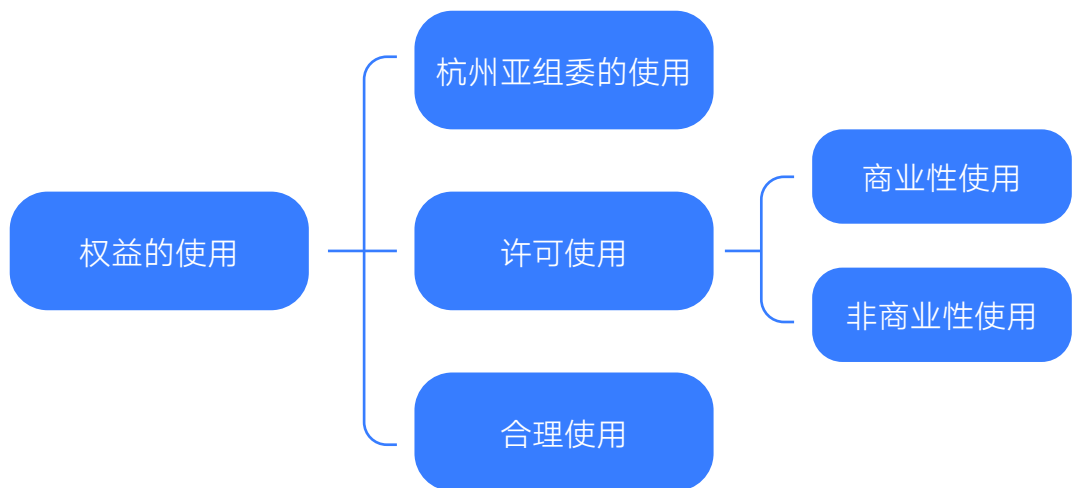 权益的使用
杭州亚组委的使用
许可使用
商业性使用
非商业性使用
合理使用